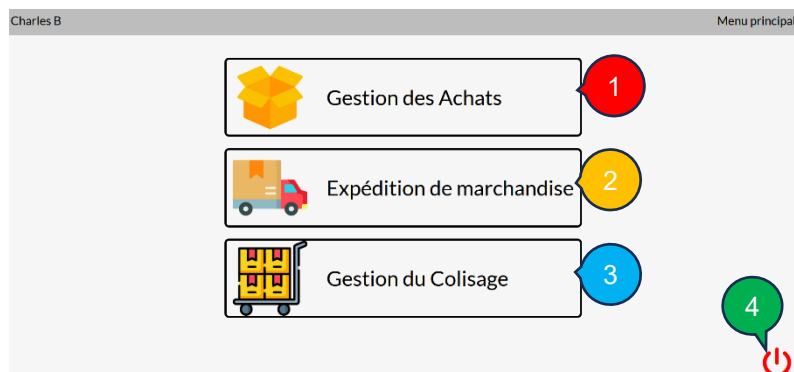 Charles B
Menu principal
Gestion des Achats
1
Expédition de marchandise
2
Gestion du Colisage
3
4